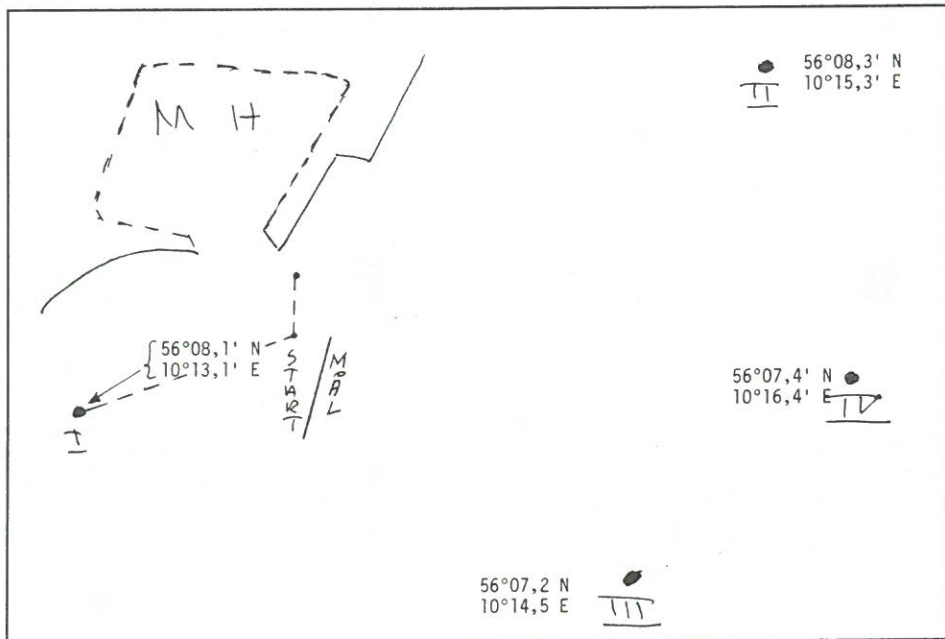 56°08,3' N
10°15,3' E
II
M H
56°08,1' N
10°13,1' E
I
START/MÅL
56°07,4' N
10°16,4' E
IV
56°07,2 N
10°14,5 E
III